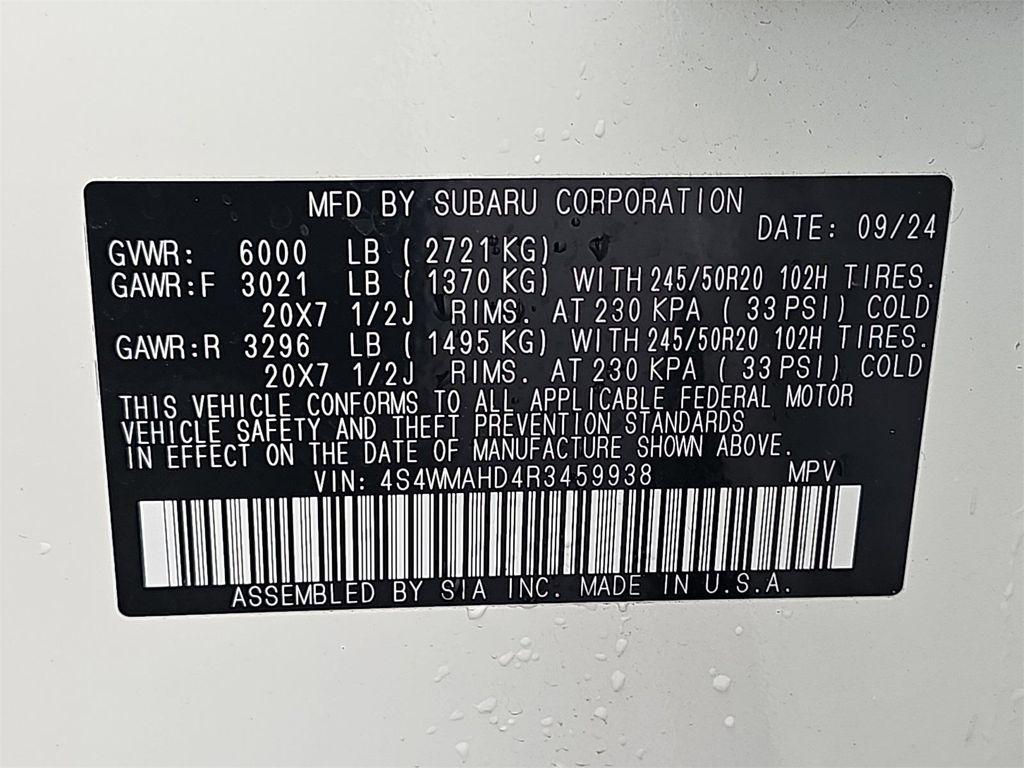 MFD BY SUBARU CORPORATION
DATE: 09/24
GVWR: 6000 LB ( 2721 KG)
GAWR:F 3021 LB ( 1370 KG) WITH 245/50R20 102H TIRES.
20X7 1/2J RIMS. AT 230 KPA ( 33 PSI) COLD
GAWR:R 3296 LB ( 1495 KG) WITH 245/50R20 102H TIRES.
20X7 1/2J RIMS. AT 230 KPA ( 33 PSI) COLD
THIS VEHICLE CONFORMS TO ALL APPLICABLE FEDERAL MOTOR
VEHICLE SAFETY AND THEFT PREVENTION STANDARDS
IN EFFECT ON THE DATE OF MANUFACTURE SHOWN ABOVE.
VIN: 4S4WMAHD4R3459938 MPV
ASSEMBLED BY SIA INC. MADE IN U.S.A.